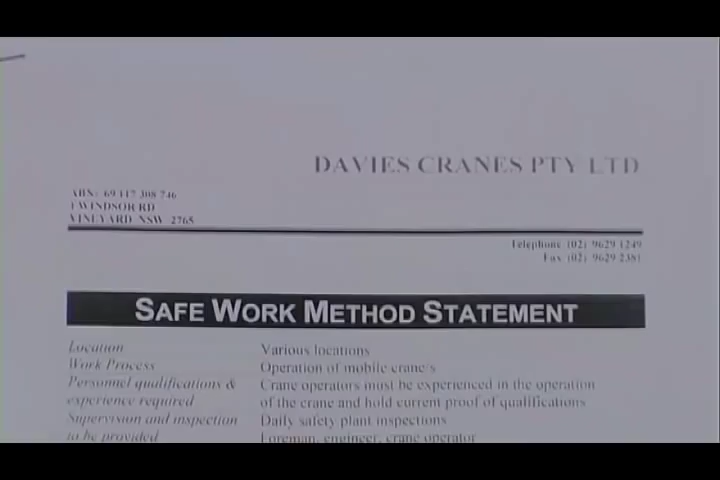 DAVIES CRANES PTY LTD
ABN: 69 117 308 746
1 WINDSOR RD
VINEYARD NSW 2765
Telephone (02) 9629 1249
Fax (02) 9629 2381
SAFE WORK METHOD STATEMENT
Location Various locations
Work Process Operation of mobile crane's
Personnel qualifications & Crane operators must be experienced in the operation
experience required of the crane and hold current proof of qualifications
Supervision and inspection Daily safety plant inspections
to be provided Foreman, engineer, crane operator